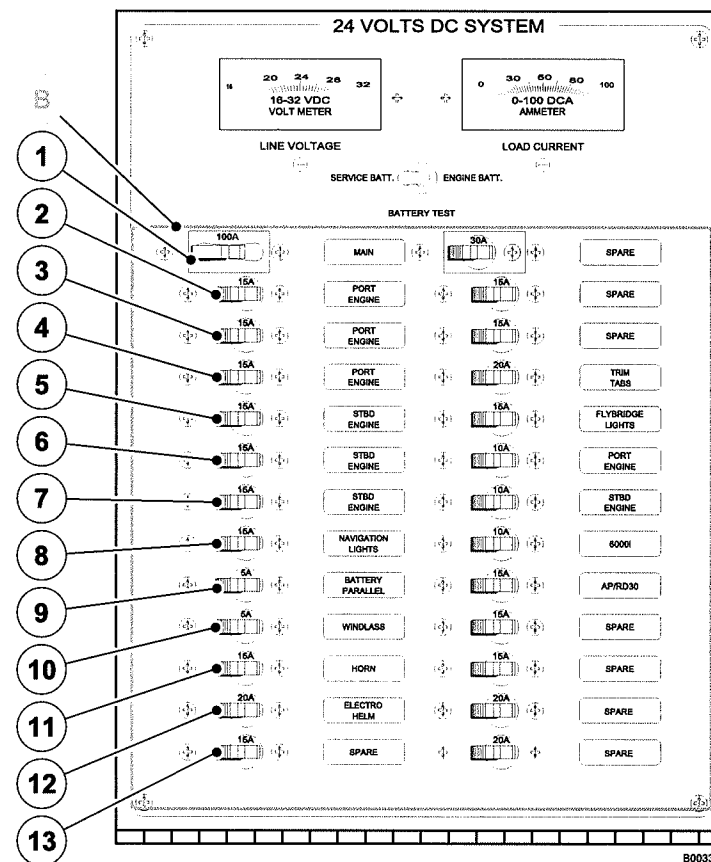 24 VOLTS DC SYSTEM
16 20 24 28 32
16-32 VDC
VOLT METER
0 30 60 80 100
0-100 DCA
AMMETER
LINE VOLTAGE
LOAD CURRENT
SERVICE BATT. ENGINE BATT.
BATTERY TEST
B
1
100A MAIN 30A SPARE
2
15A PORT ENGINE 15A SPARE
3
15A PORT ENGINE 15A SPARE
4
15A PORT ENGINE 20A TRIM TABS
5
15A STBD ENGINE 15A FLYBRIDGE LIGHTS
6
15A STBD ENGINE 10A PORT ENGINE
7
15A STBD ENGINE 10A STBD ENGINE
8
15A NAVIGATION LIGHTS 10A 6000I
9
5A BATTERY PARALLEL 15A AP/RD30
10
5A WINDLASS 15A SPARE
11
15A HORN 15A SPARE
12
20A ELECTRO HELM 20A SPARE
13
15A SPARE 20A SPARE